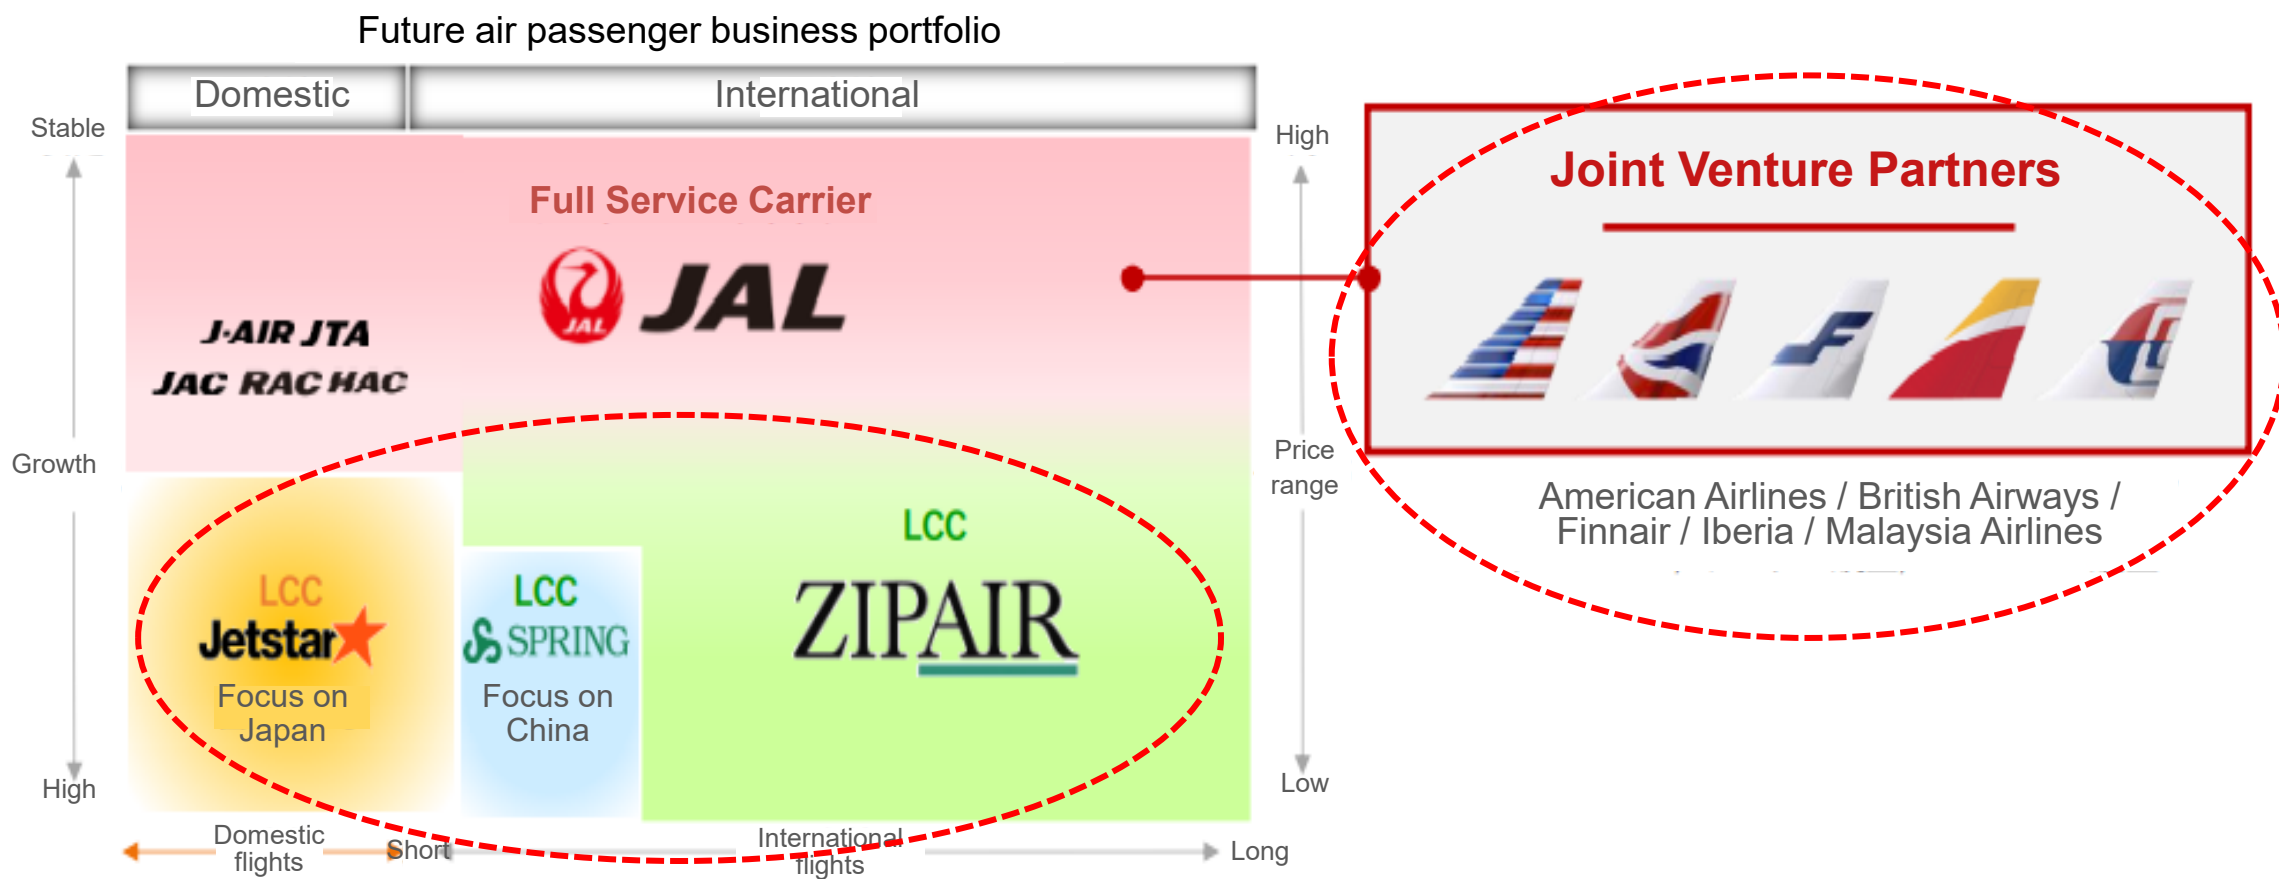 Future air passenger business portfolio
Domestic
International
Stable
Growth
High
Full Service Carrier
JAL
JAL
J-AIR JTA
JAC RAC HAC
LCC
Jetstar
Focus on
Japan
LCC
SPRING
Focus on
China
LCC
ZIPAIR
High
Price
range
Low
Domestic
flights
Short
International
flights
Long
Joint Venture Partners
American Airlines / British Airways /
Finnair / Iberia / Malaysia Airlines